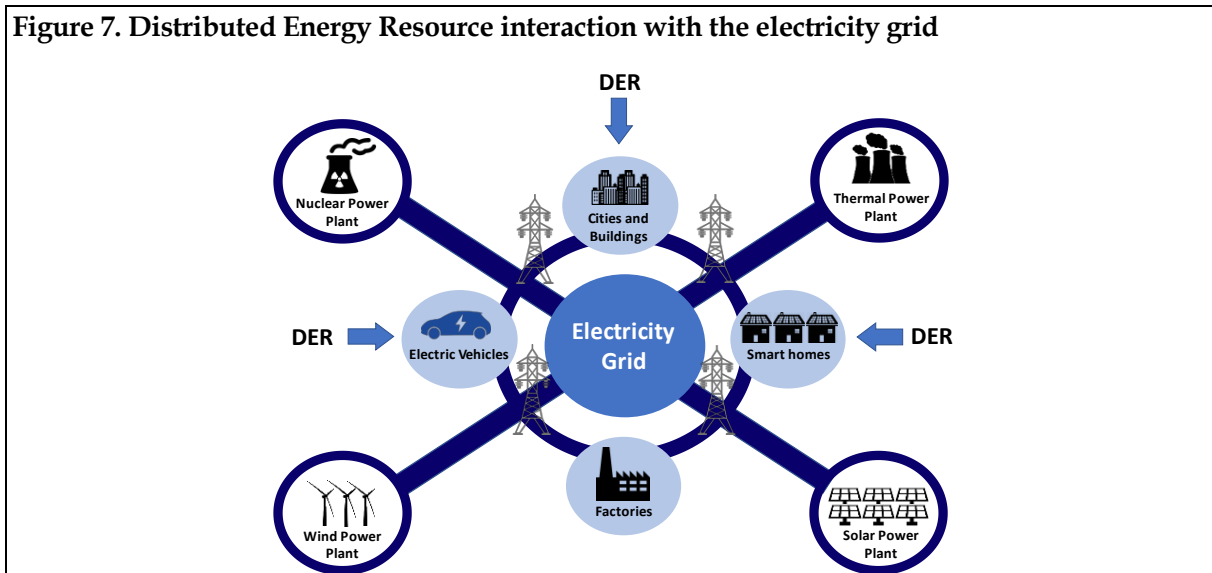 Figure 7. Distributed Energy Resource interaction with the electricity grid
DER
Nuclear Power
Plant
Cities and
Buildings
Thermal Power
Plant
DER
Electric Vehicles
Electricity
Grid
Smart homes
DER
Wind Power
Plant
Factories
Solar Power
Plant